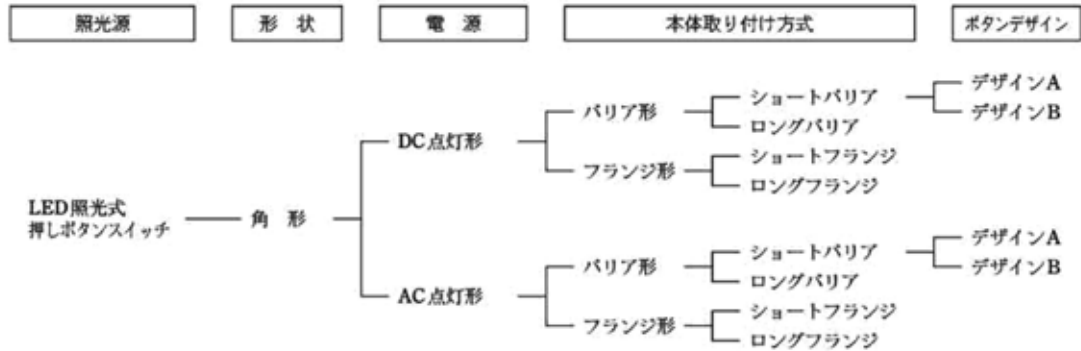 照光源 形 状 電 源 本体取り付け方式 ボタンデザイン
デザインA
ショートバリア
バリア形
デザインB
ロングバリア
DC点灯形
ショートフランジ
フランジ形
ロングフランジ
LED照光式
押しボタンスイッチ
角 形
デザインA
ショートバリア
バリア形
デザインB
ロングバリア
AC点灯形
ショートフランジ
フランジ形
ロングフランジ